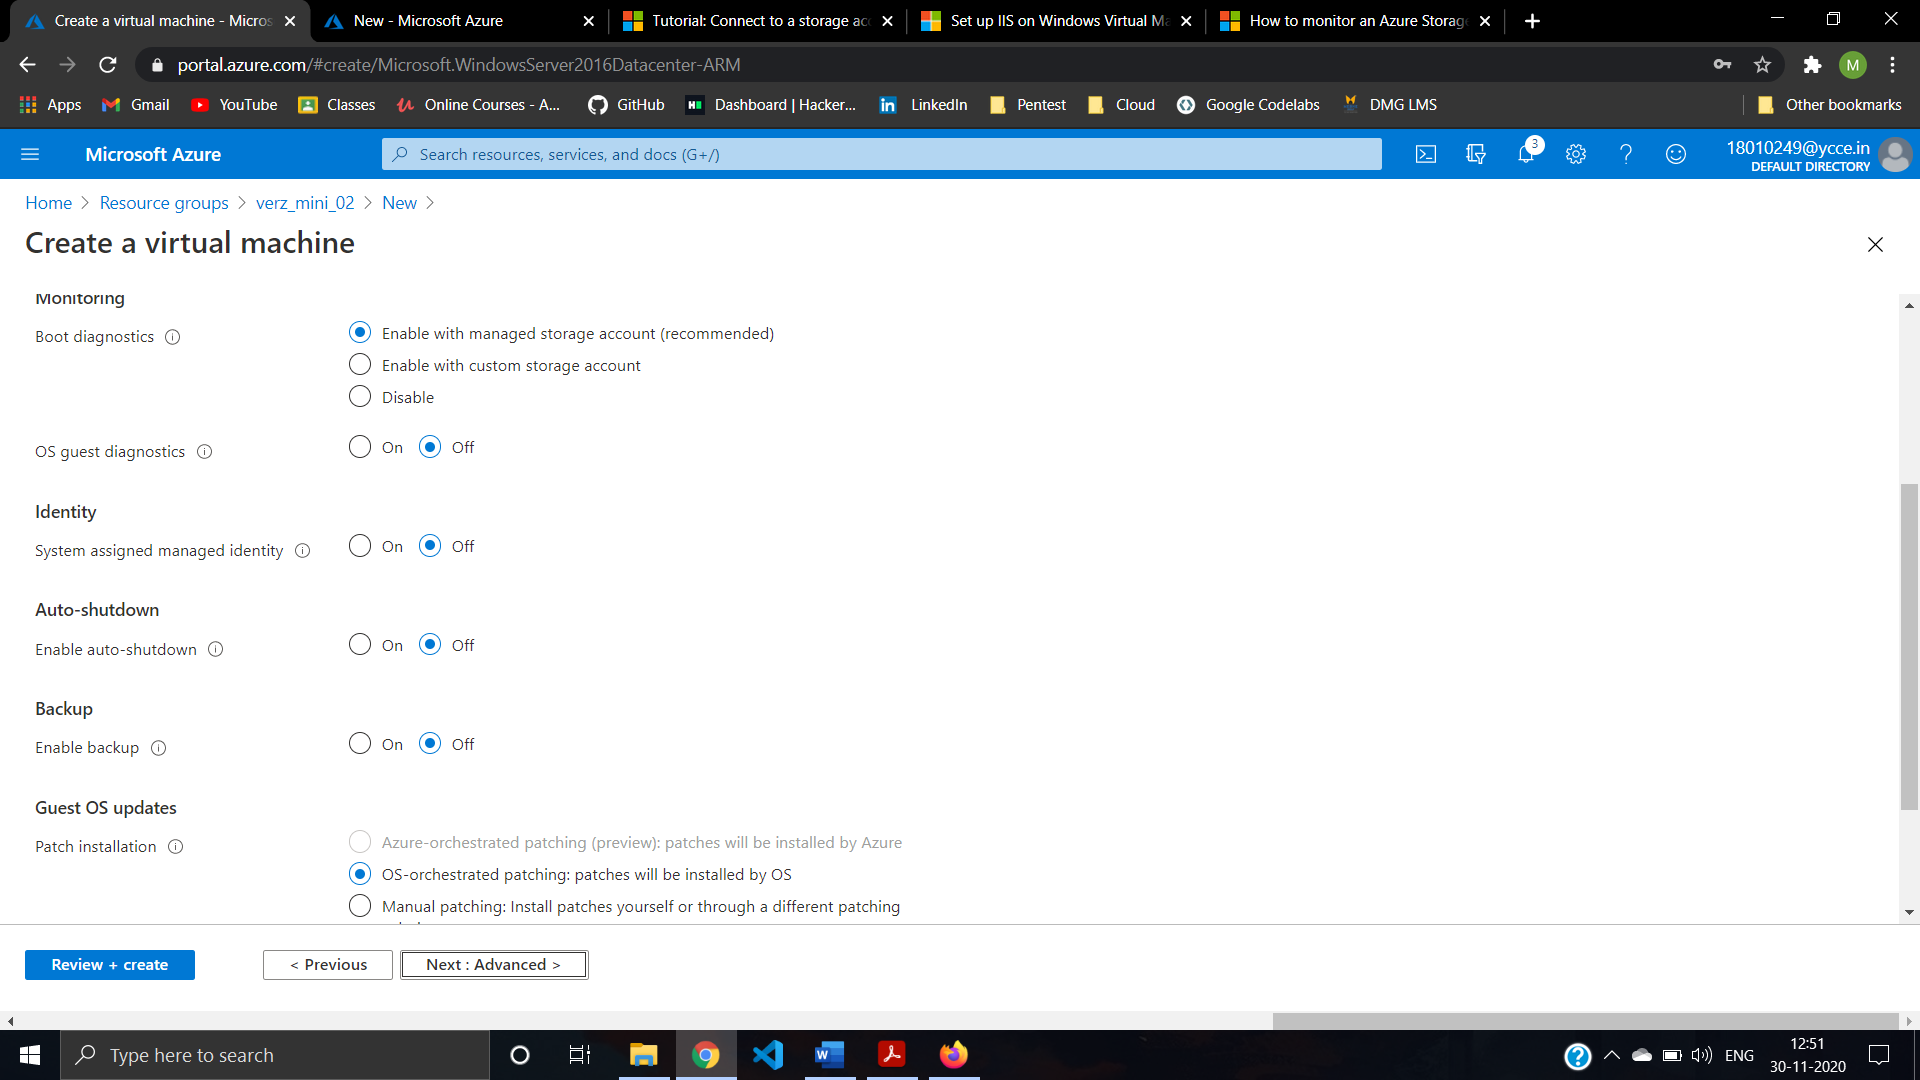 Create a virtual machine - Micros
New - Microsoft Azure
Tutorial: Connect to a storage acc
Set up IIS on Windows Virtual Ma
How to monitor an Azure Storage
portal.azure.com/#create/Microsoft.WindowsServer2016Datacenter-ARM
M
Apps
Gmail
YouTube
Classes
Online Courses - A...
GitHub
Dashboard | Hacker...
LinkedIn
Pentest
Cloud
Google Codelabs
DMG LMS
Other bookmarks
Microsoft Azure
Search resources, services, and docs (G+/)
3
18010249@ycce.in
DEFAULT DIRECTORY
Home > Resource groups > verz_mini_02 > New >
Create a virtual machine
Monitoring
Boot diagnostics
Enable with managed storage account (recommended)
Enable with custom storage account
Disable
OS guest diagnostics
On Off
Identity
System assigned managed identity
On Off
Auto-shutdown
Enable auto-shutdown
On Off
Backup
Enable backup
On Off
Guest OS updates
Patch installation
Azure-orchestrated patching (preview): patches will be installed by Azure
OS-orchestrated patching: patches will be installed by OS
Manual patching: Install patches yourself or through a different patching
Review + create
< Previous
Next : Advanced >
Type here to search
ENG
12:51
30-11-2020